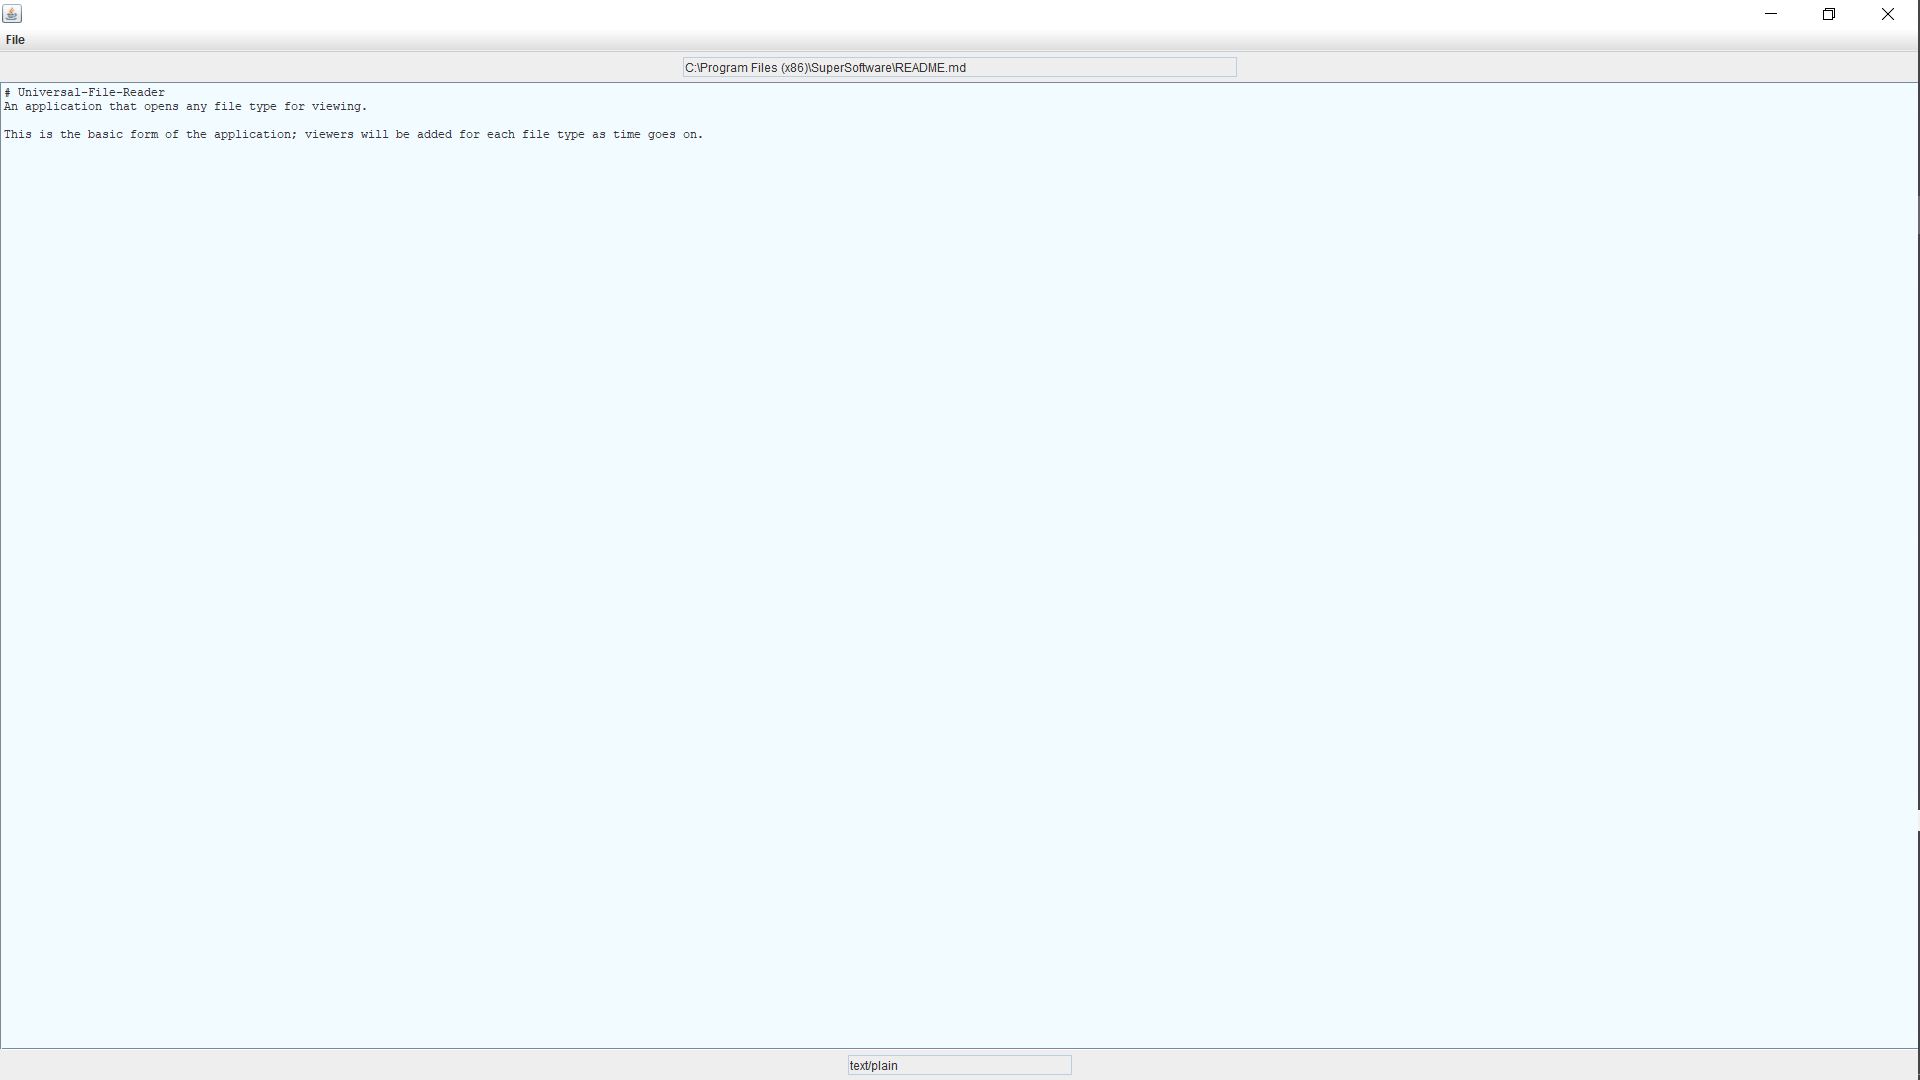 File
C:\Program Files (x86)\SuperSoftware\README.md
# Universal-File-Reader
An application that opens any file type for viewing.
This is the basic form of the application; viewers will be added for each file type as time goes on.
text/plain